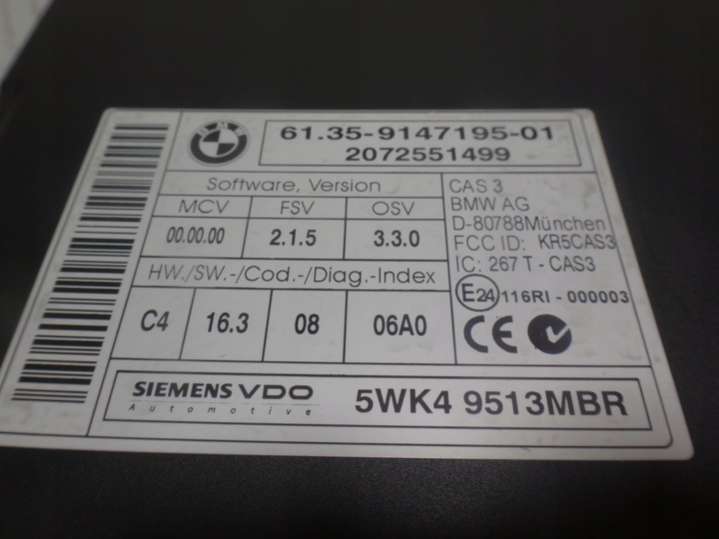 BMW
61.35-9147195-01
2072551499
Software, Version
MCV FSV OSV
00.00.00 2.1.5 3.3.0
HW./SW.-/Cod.-/Diag.-Index
C4 16.3 08 06A0
CAS 3
BMW AG
D-80788München
FCC ID: KR5CAS3
IC: 267 T - CAS3
E24 116RI - 000003
CE
SIEMENS VDO
Automotive
5WK4 9513MBR